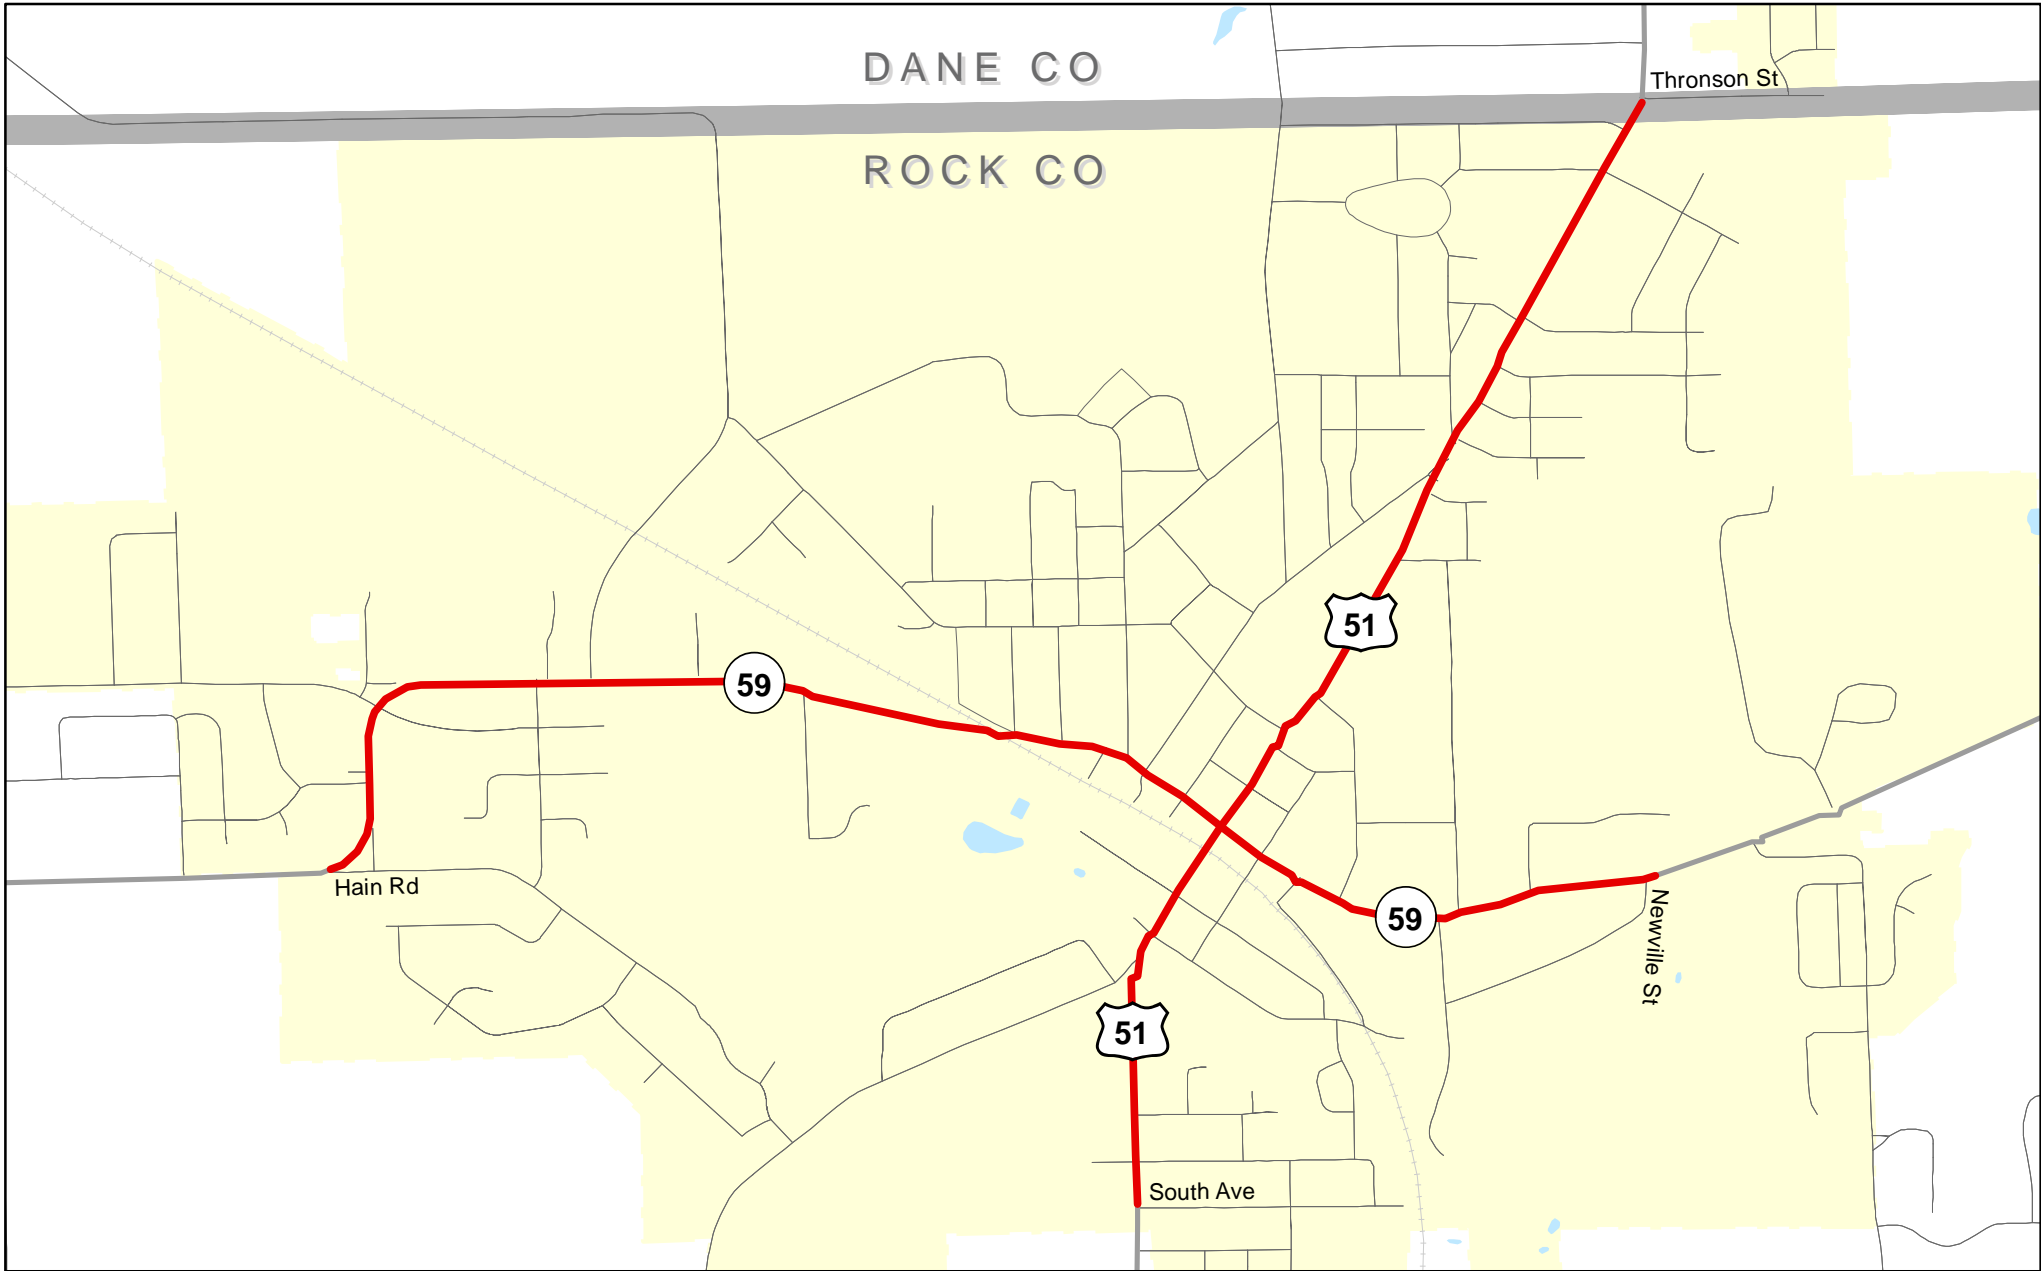 DANE CO
Thronson St
ROCK CO
51
59
Hain Rd
59
Newville St
51
South Ave